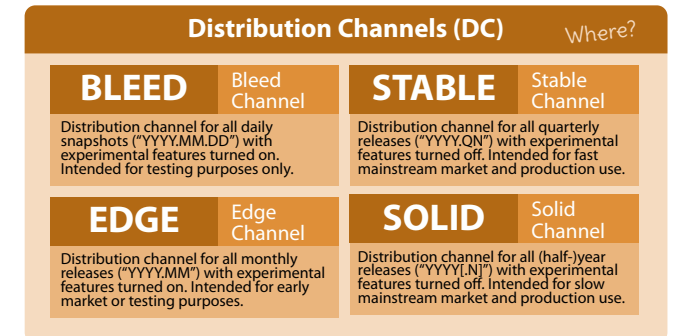 Distribution Channels (DC)
Where?
BLEED
Bleed
Channel
Distribution channel for all daily
snapshots (“YYYY.MM.DD”) with
experimental features turned on.
Intended for testing purposes only.
STABLE
Stable
Channel
Distribution channel for all quarterly
releases (“YYYY.QN”) with experimental
features turned off. Intended for fast
mainstream market and production use.
EDGE
Edge
Channel
Distribution channel for all monthly
releases (“YYYY.MM”) with experimental
features turned on. Intended for early
market or testing purposes.
SOLID
Solid
Channel
Distribution channel for all (half-)year
releases (“YYYY[.N]”) with experimental
features turned off. Intended for slow
mainstream market and production use.